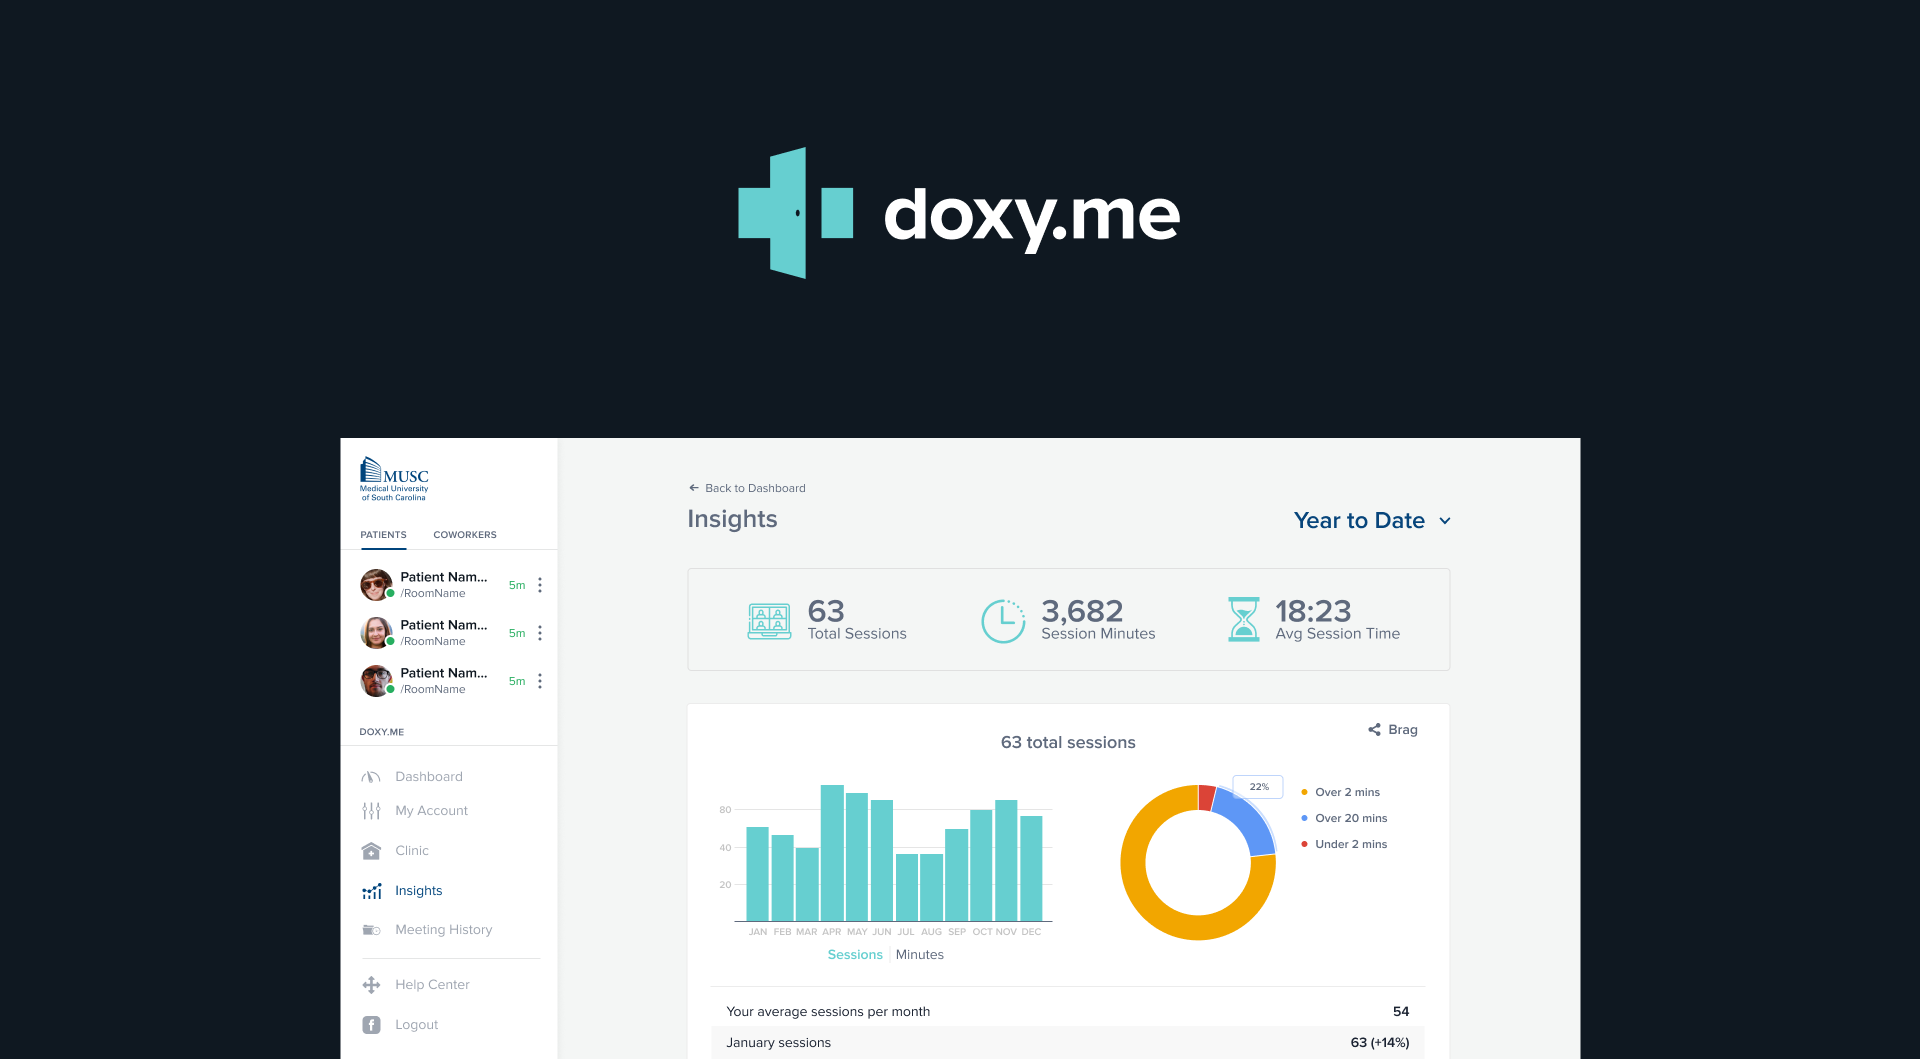 doxy.me
MUSC
Medical University
of South Carolina
PATIENTS COWORKERS
Patient Nam...
/RoomName
5m
Patient Nam...
/RoomName
5m
Patient Nam...
/RoomName
5m
DOXY.ME
Dashboard
My Account
Clinic
Insights
Meeting History
Help Center
Logout
Back to Dashboard
Insights
Year to Date
63
Total Sessions
3,682
Session Minutes
18:23
Avg Session Time
Brag
63 total sessions
80
40
20
JAN FEB MAR APR MAY JUN JUL AUG SEP OCT NOV DEC
Sessions Minutes
22%
Over 2 mins
Over 20 mins
Under 2 mins
Your average sessions per month 54
January sessions 63 (+14%)